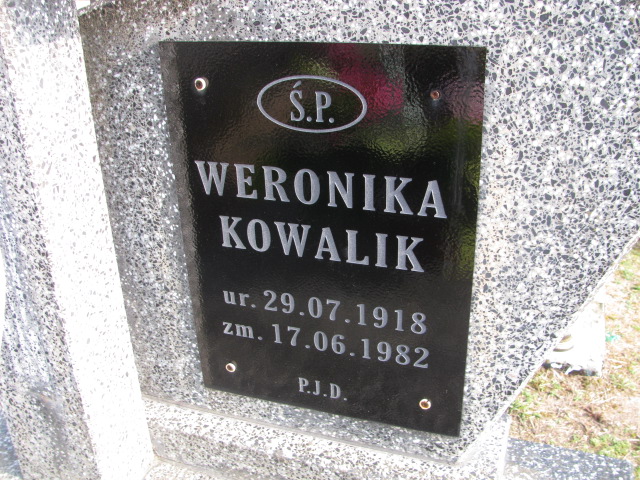 Ś.P.
WERONIKA
KOWALIK
ur. 29.07.1918
zm. 17.06.1982
P.J.D.